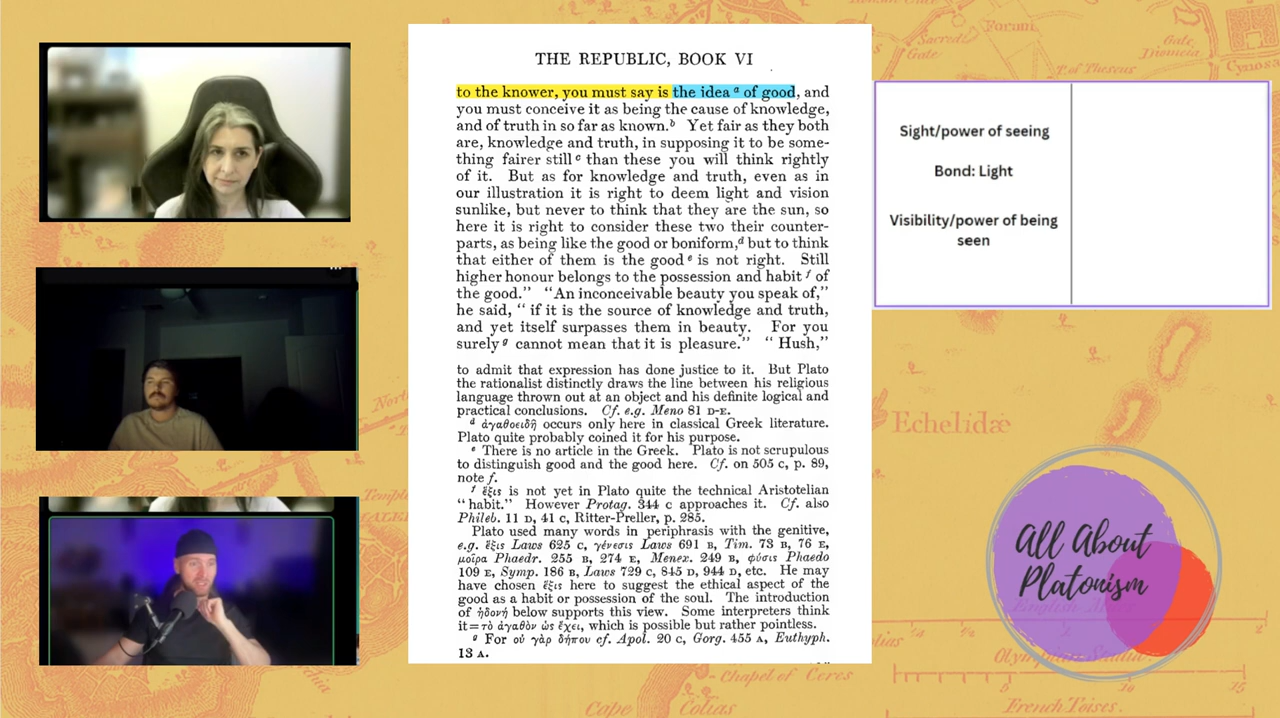 THE REPUBLIC, BOOK VI
to the knower, you must say is the idea ᵃ of good, and
you must conceive it as being the cause of knowledge,
and of truth in so far as known.ᵇ Yet fair as they both
are, knowledge and truth, in supposing it to be some-
thing fairer still ᶜ than these you will think rightly
of it. But as for knowledge and truth, even as in
our illustration it is right to deem light and vision
sunlike, but never to think that they are the sun, so
here it is right to consider these two their counter-
parts, as being like the good or boniform,ᵈ but to think
that either of them is the good ᵉ is not right. Still
higher honour belongs to the possession and habit ᶠ of
the good.” “An inconceivable beauty you speak of,”
he said, “ if it is the source of knowledge and truth,
and yet itself surpasses them in beauty. For you
surely ᵍ cannot mean that it is pleasure.” “ Hush,”
to admit that expression has done justice to it. But Plato
the rationalist distinctly draws the line between his religious
language thrown out at an object and his definite logical and
practical conclusions. Cf. e.g. Meno 81 D-E.
ᵈ ἀγαθοειδῆ occurs only here in classical Greek literature.
Plato quite probably coined it for his purpose.
ᵉ There is no article in the Greek. Plato is not scrupulous
to distinguish good and the good here. Cf. on 505 C, p. 89,
note f.
ᶠ ἕξις is not yet in Plato quite the technical Aristotelian
“habit.” However Protag. 344 C approaches it. Cf. also
Phileb. 11 D, 41 C, Ritter-Preller, p. 285.
Plato used many words in periphrasis with the genitive,
e.g. ἕξις Laws 625 C, γένεσις Laws 691 B, Tim. 73 B, 76 E,
μοῖρα Phaedr. 255 B, 274 E, Menex. 249 B, φύσις Phaedo
109 E, Symp. 186 B, Laws 729 C, 845 D, 944 D, etc. He may
have chosen ἕξις here to suggest the ethical aspect of the
good as a habit or possession of the soul. The introduction
of ἡδονή below supports this view. Some interpreters think
it=τὸ ἀγαθὸν ὡς ἔχει, which is possible but rather pointless.
ᵍ For οὐ γὰρ δήπου cf. Apol. 20 C, Gorg. 455 A, Euthyph.
13 A.
Sight/power of seeing
Bond: Light
Visibility/power of being
seen
All About
Platonism
Sacred
Gate
Gate,
P.t of Theseus
Echelidæ
Chapel of Ceres
Cape
Colias
French Toises.
5
10
15